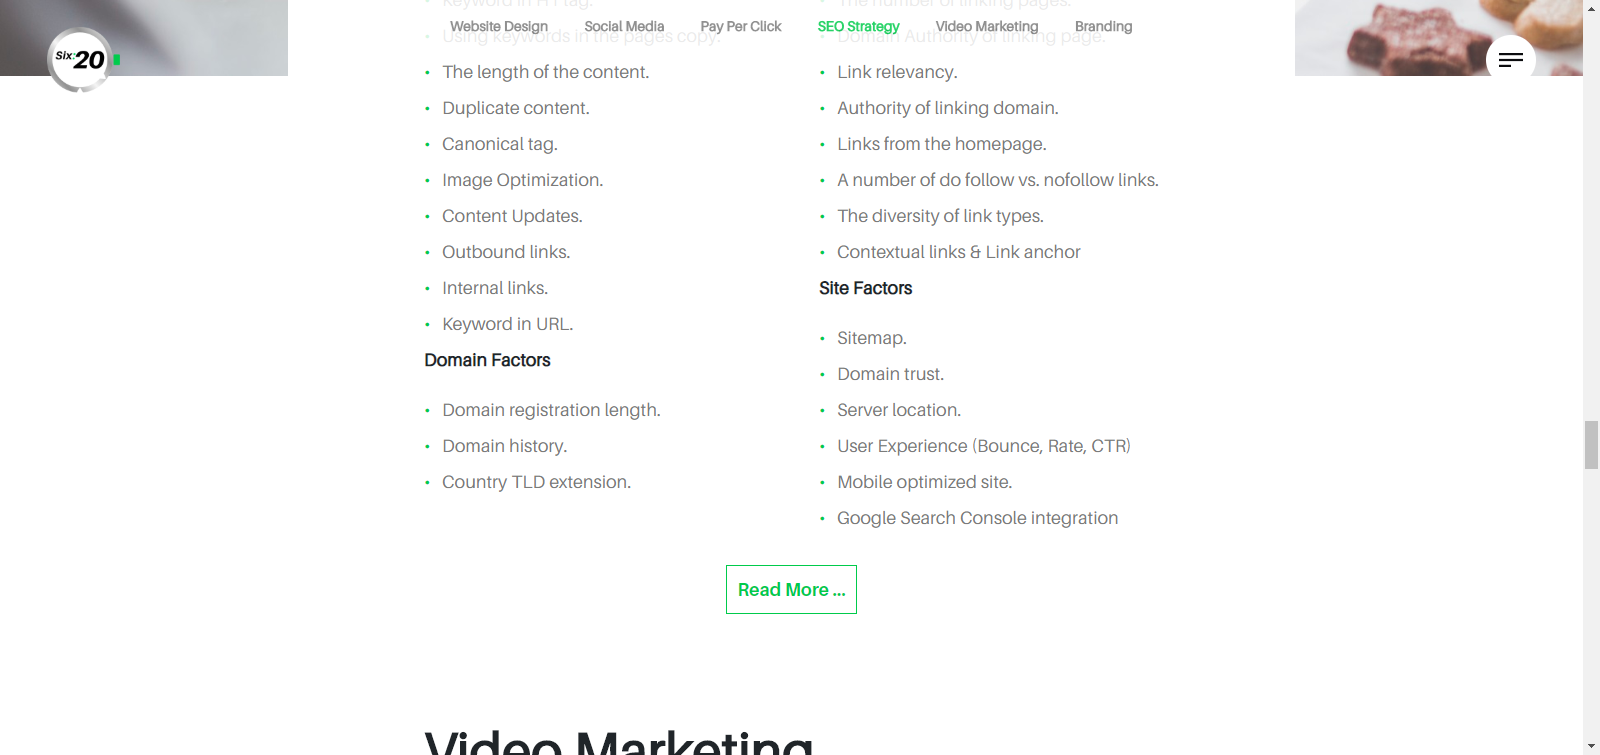 Keyword in H1 tag.
The number of linking pages.
Website Design
Social Media
Pay Per Click
SEO Strategy
Video Marketing
Branding
Using keywords in the pages copy.
Domain Authority of linking page.
Six:20
• The length of the content.
• Duplicate content.
• Canonical tag.
• Image Optimization.
• Content Updates.
• Outbound links.
• Internal links.
• Keyword in URL.
Domain Factors
• Domain registration length.
• Domain history.
• Country TLD extension.
• Link relevancy.
• Authority of linking domain.
• Links from the homepage.
• A number of do follow vs. nofollow links.
• The diversity of link types.
• Contextual links & Link anchor
Site Factors
• Sitemap.
• Domain trust.
• Server location.
• User Experience (Bounce, Rate, CTR)
• Mobile optimized site.
• Google Search Console integration
Read More ...
Video Marketing